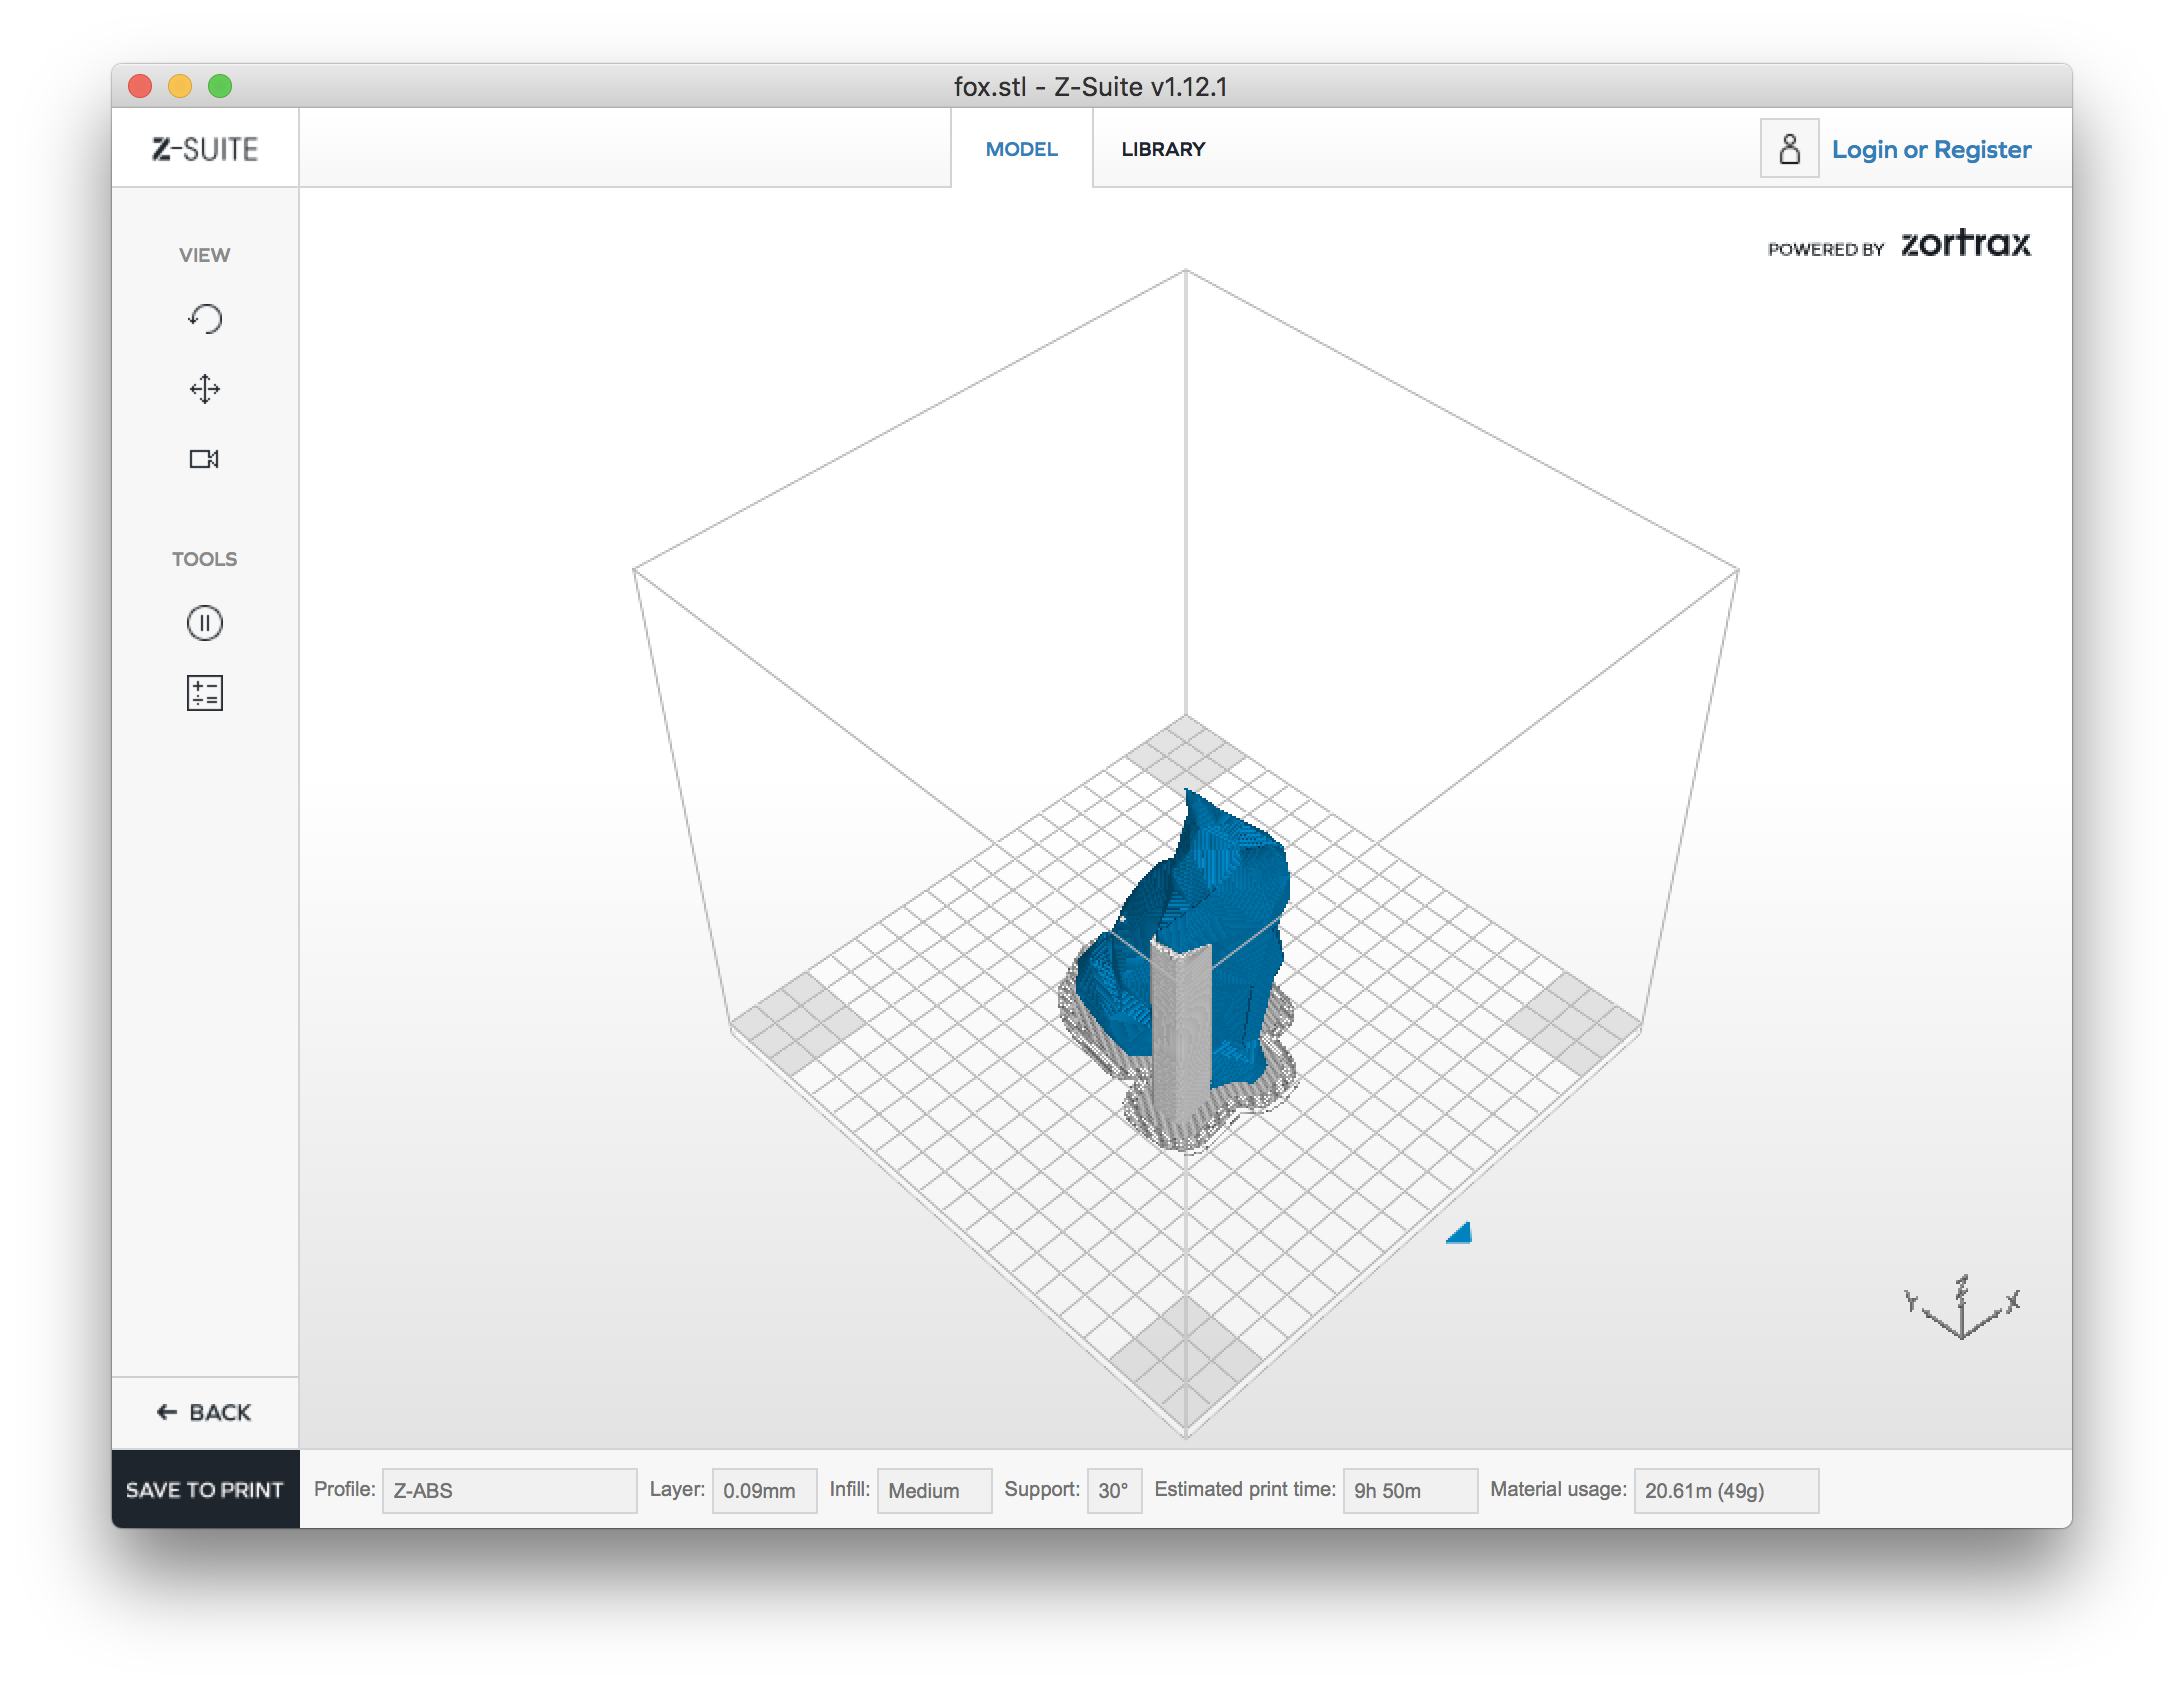 fox.stl - Z-Suite v1.12.1
Z-SUITE
MODEL
LIBRARY
Login or Register
VIEW
POWERED BY zortrax
TOOLS
Y Z X
← BACK
SAVE TO PRINT
Profile: Z-ABS Layer: 0.09mm Infill: Medium Support: 30° Estimated print time: 9h 50m Material usage: 20.61m (49g)